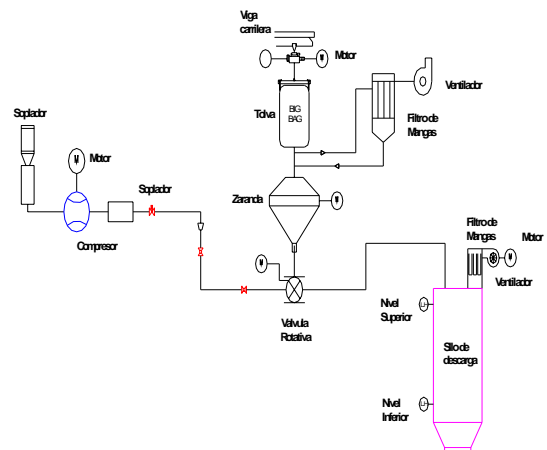 Viga
carrilera
Motor
M
BIG
BAG
Tolva
Ventilador
Filtro de
Mangas
Soplador
M
Motor
Soplador
Zaranda
M
Compresor
M
Filtro de
Mangas
Motor
M
Ventilador
Valvula
Rotativa
Nivel
Superior
Silo de
descarga
Nivel
Inferior